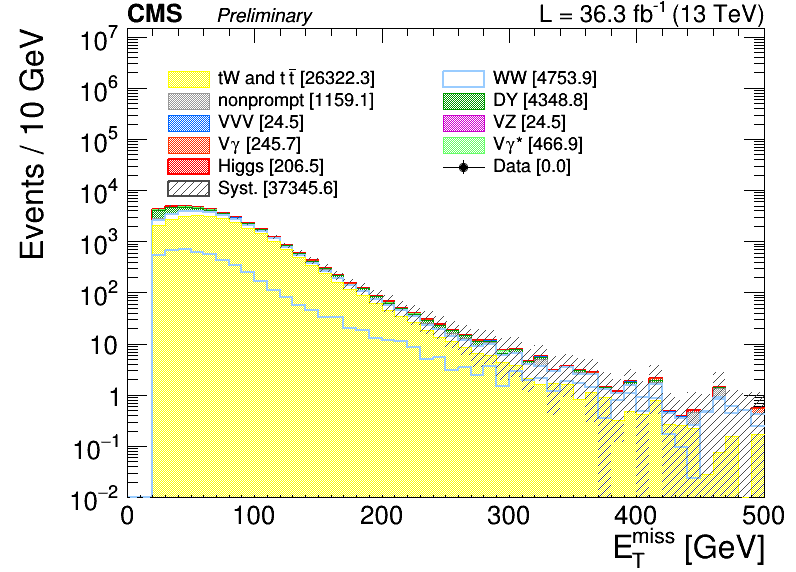 CMS Preliminary L = 36.3 fb⁻¹ (13 TeV)
Events / 10 GeV
10⁷
10⁶
10⁵
10⁴
10³
10²
10
1
10⁻¹
10⁻²
tW and tt̄ [26322.3]
nonprompt [1159.1]
VVV [24.5]
Vγ [245.7]
Higgs [206.5]
Syst. [37345.6]
WW [4753.9]
DY [4348.8]
VZ [24.5]
Vγ* [466.9]
Data [0.0]
0 100 200 300 400 500
E_T^miss [GeV]